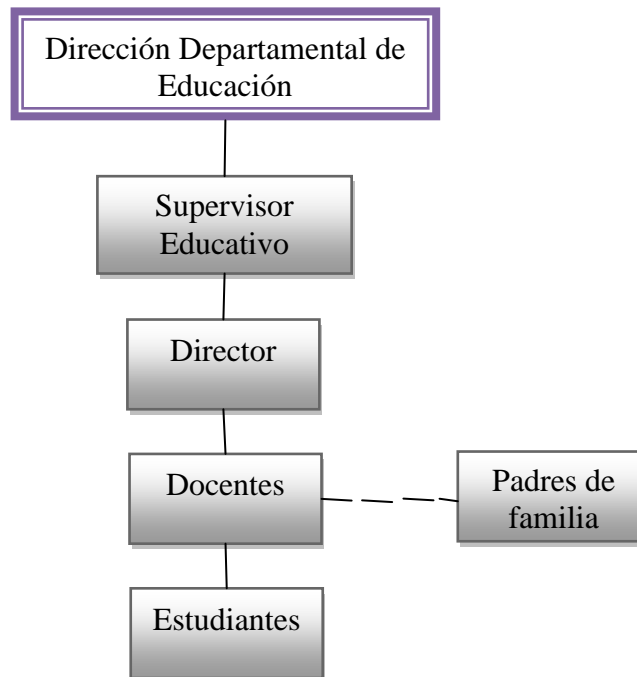 Dirección Departamental de
Educación
Supervisor
Educativo
Director
Docentes
Padres de
familia
Estudiantes